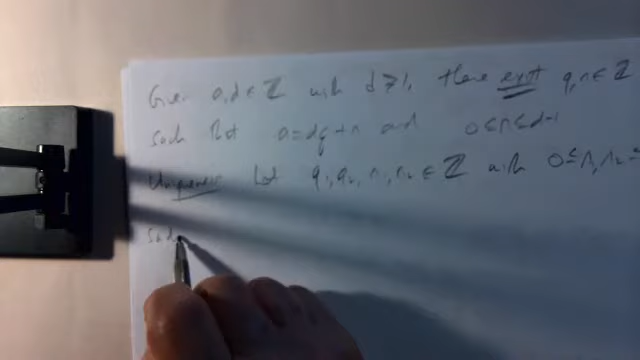 Given a, d ∈ ℤ with d ≥ 1, there exist q, r ∈ ℤ
such that a = dq + r and 0 ≤ r ≤ d-1
Uniqueness Let q₁, q₂, r₁, r₂ ∈ ℤ with 0 ≤ r₁, r₂ ≤
such